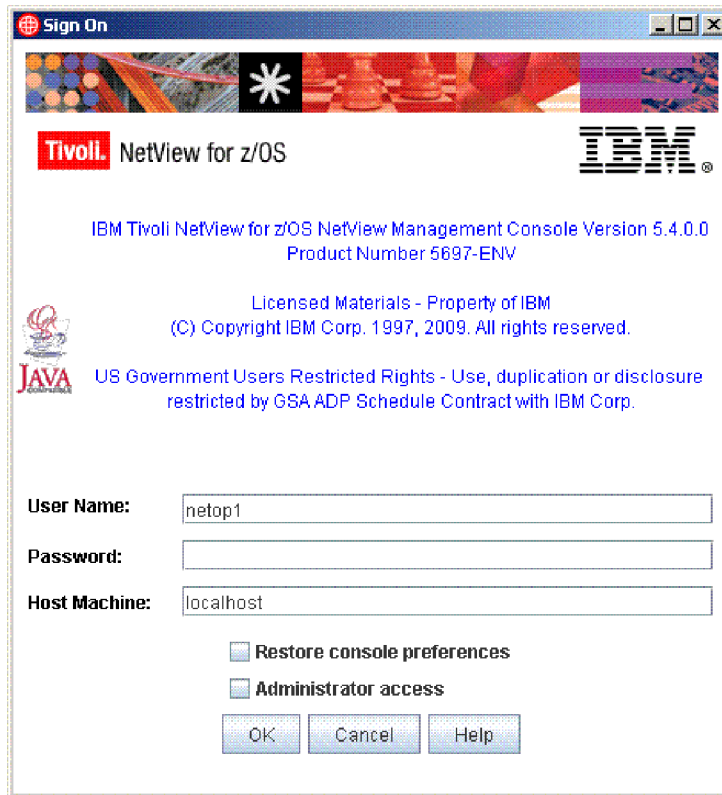 Sign On
Tivoli. NetView for z/OS
IBM®
IBM Tivoli NetView for z/OS NetView Management Console Version 5.4.0.0
Product Number 5697-ENV
Licensed Materials - Property of IBM
(C) Copyright IBM Corp. 1997, 2009. All rights reserved.
JAVA
COMPATIBLE
US Government Users Restricted Rights - Use, duplication or disclosure
restricted by GSA ADP Schedule Contract with IBM Corp.
User Name:
netop1
Password:
Host Machine:
localhost
Restore console preferences
Administrator access
OK
Cancel
Help